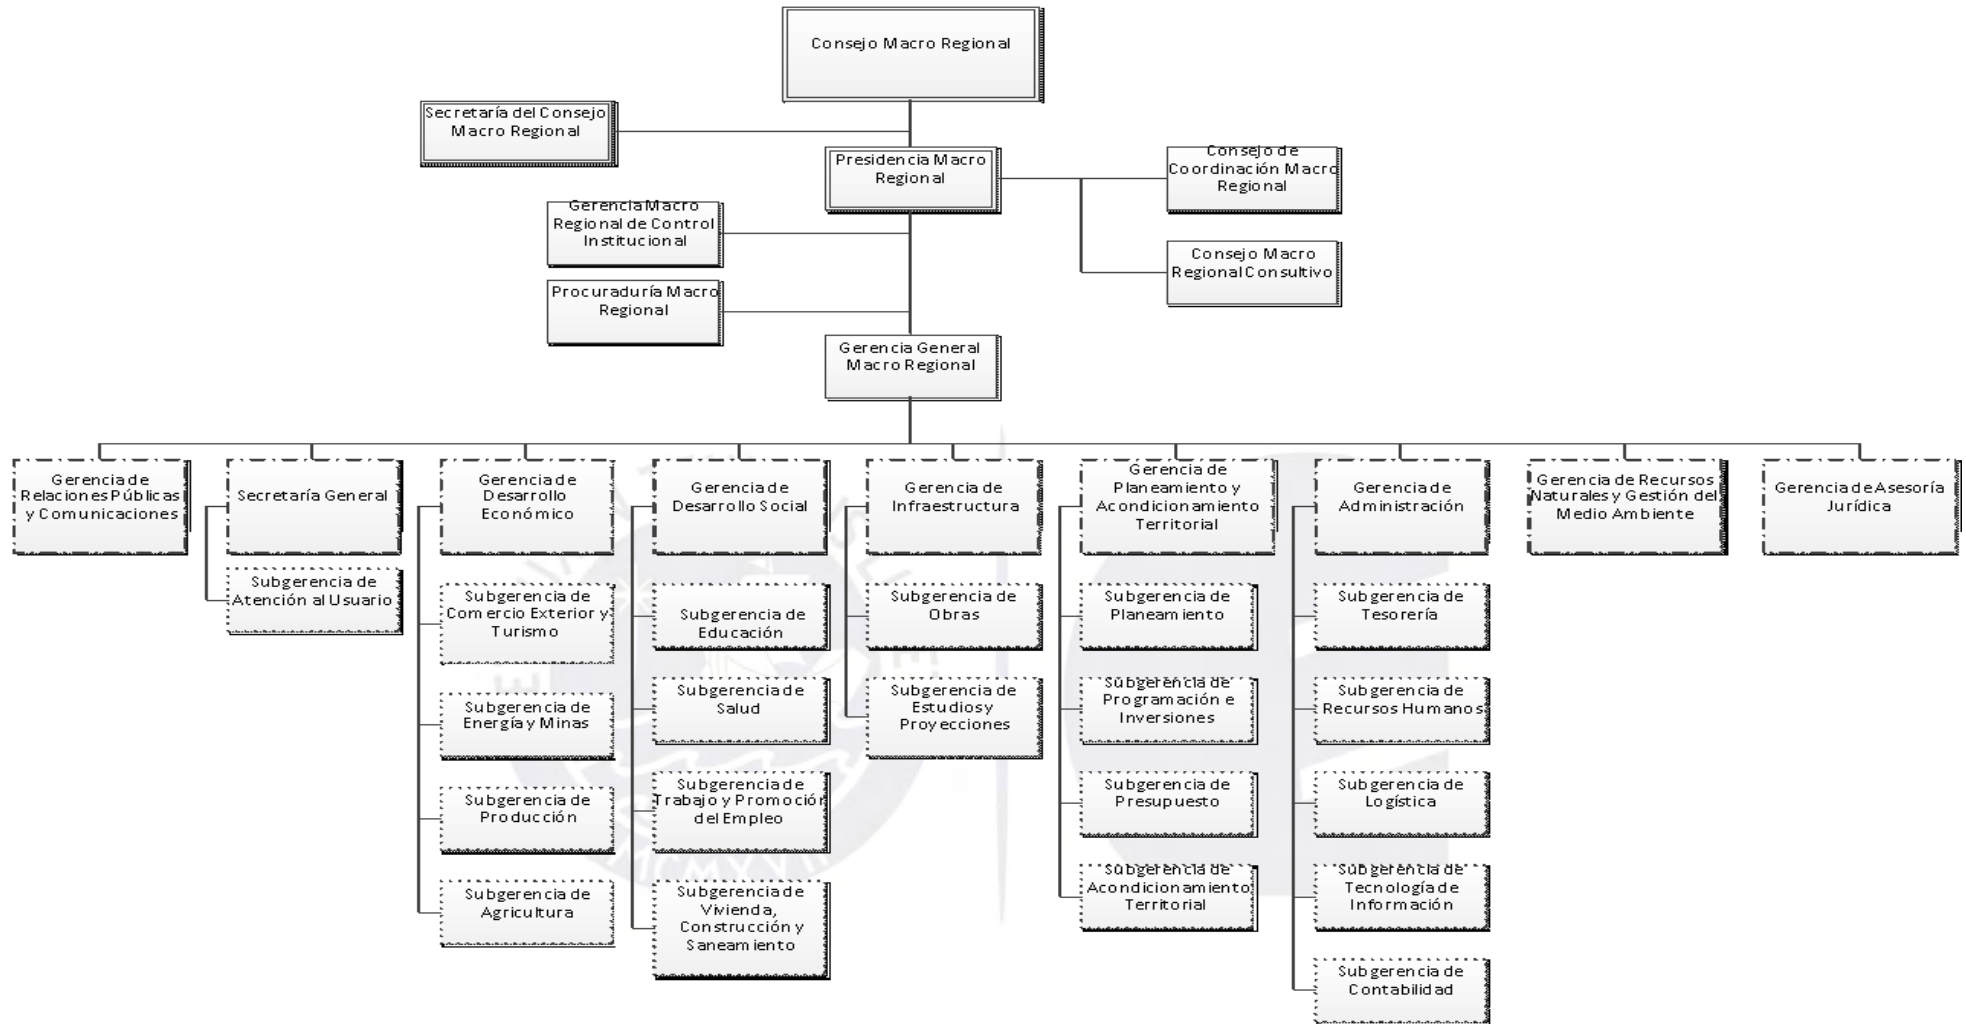 Consejo Macro Regional
Secretaría del Consejo
Macro Regional
Presidencia Macro
Regional
Consejo de
Coordinación Macro
Regional
Gerencia Macro
Regional de Control
Institucional
Consejo Macro
Regional Consultivo
Procuraduría Macro
Regional
Gerencia General
Macro Regional
Gerencia de
Relaciones Públicas
y Comunicaciones
Secretaría General
Subgerencia de
Atención al Usuario
Gerencia de
Desarrollo
Económico
Subgerencia de
Comercio Exterior y
Turismo
Subgerencia de
Energía y Minas
Subgerencia de
Producción
Subgerencia de
Agricultura
Gerencia de
Desarrollo Social
Subgerencia de
Educación
Subgerencia de
Salud
Subgerencia de
Trabajo y Promoción
del Empleo
Subgerencia de
Vivienda,
Construcción y
Saneamiento
Gerencia de
Infraestructura
Subgerencia de
Obras
Subgerencia de
Estudios y
Proyecciones
Gerencia de
Planeamiento y
Acondicionamiento
Territorial
Subgerencia de
Planeamiento
Subgerencia de
Programación e
Inversiones
Subgerencia de
Presupuesto
Subgerencia de
Acondicionamiento
Territorial
Gerencia de
Administración
Subgerencia de
Tesorería
Subgerencia de
Recursos Humanos
Subgerencia de
Logística
Subgerencia de
Tecnología de
Información
Subgerencia de
Contabilidad
Gerencia de Recursos
Naturales y Gestión del
Medio Ambiente
Gerencia de Asesoría
Jurídica